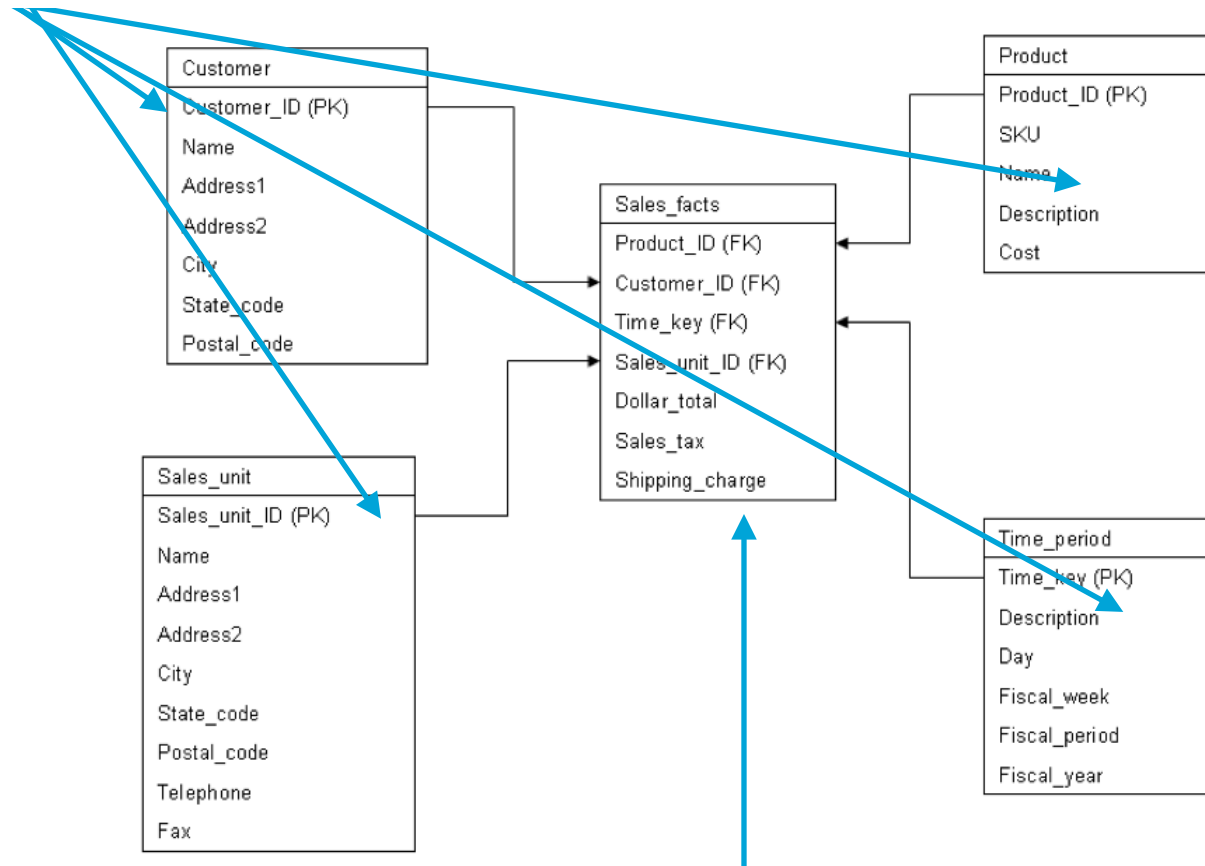 Customer
Customer_ID (PK)
Name
Address1
Address2
City
State_code
Postal_code
Product
Product_ID (PK)
SKU
Name
Description
Cost
Sales_facts
Product_ID (FK)
Customer_ID (FK)
Time_key (FK)
Sales_unit_ID (FK)
Dollar_total
Sales_tax
Shipping_charge
Sales_unit
Sales_unit_ID (PK)
Name
Address1
Address2
City
State_code
Postal_code
Telephone
Fax
Time_period
Time_key (PK)
Description
Day
Fiscal_week
Fiscal_period
Fiscal_year